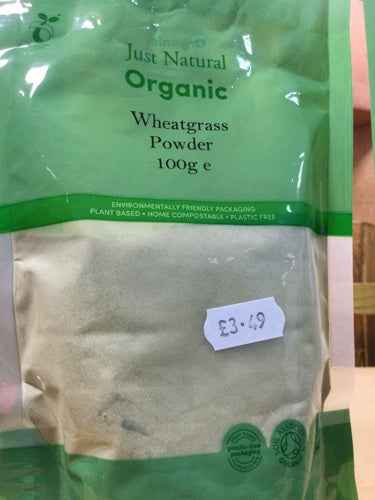 Just Natural
Organic
Wheatgrass
Powder
100g e
ENVIRONMENTALLY FRIENDLY PACKAGING
PLANT BASED • HOME COMPOSTABLE • PLASTIC FREE
£3.49